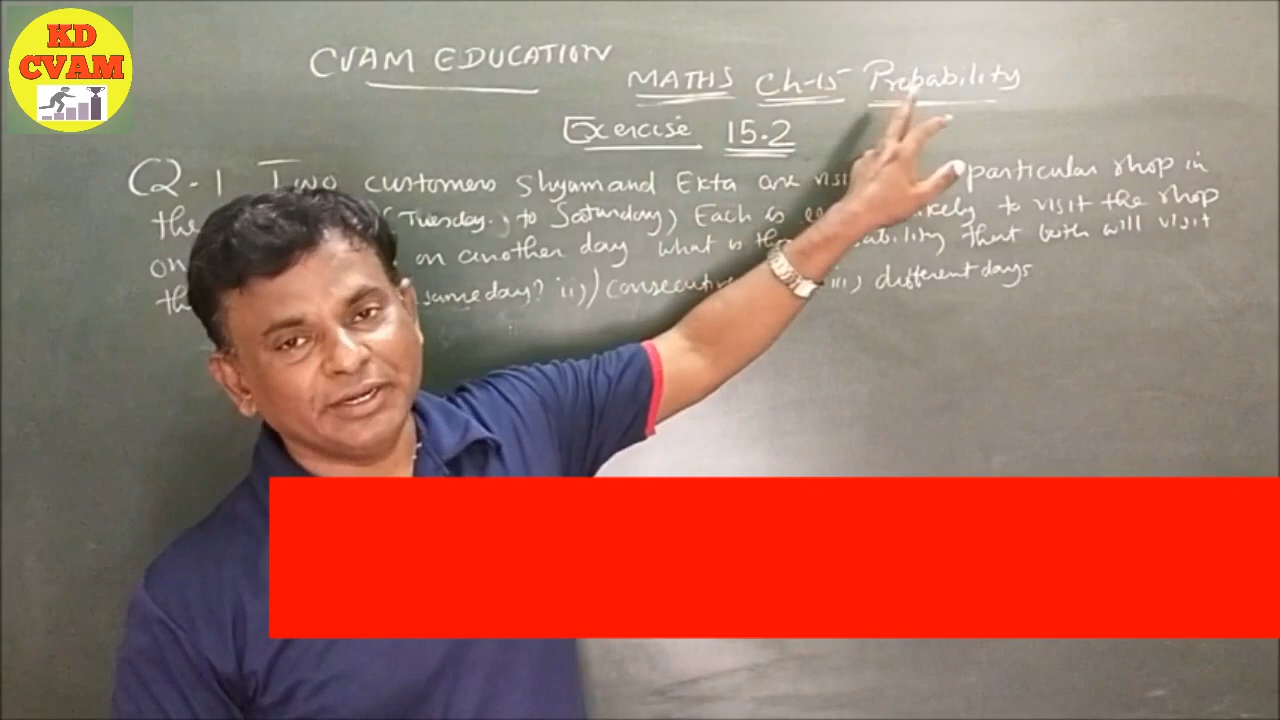 KD
CVAM
CVAM EDUCATION
MATHS Ch-15 Probability
Exercise 15.2
Q-1 Two customers Shyam and Ekta are particular shop in
the (Tuesday to Saturday) Each is likely to visit the shop
on on another day what is the that both will visit
the same day? ii) consecutive iii) different days